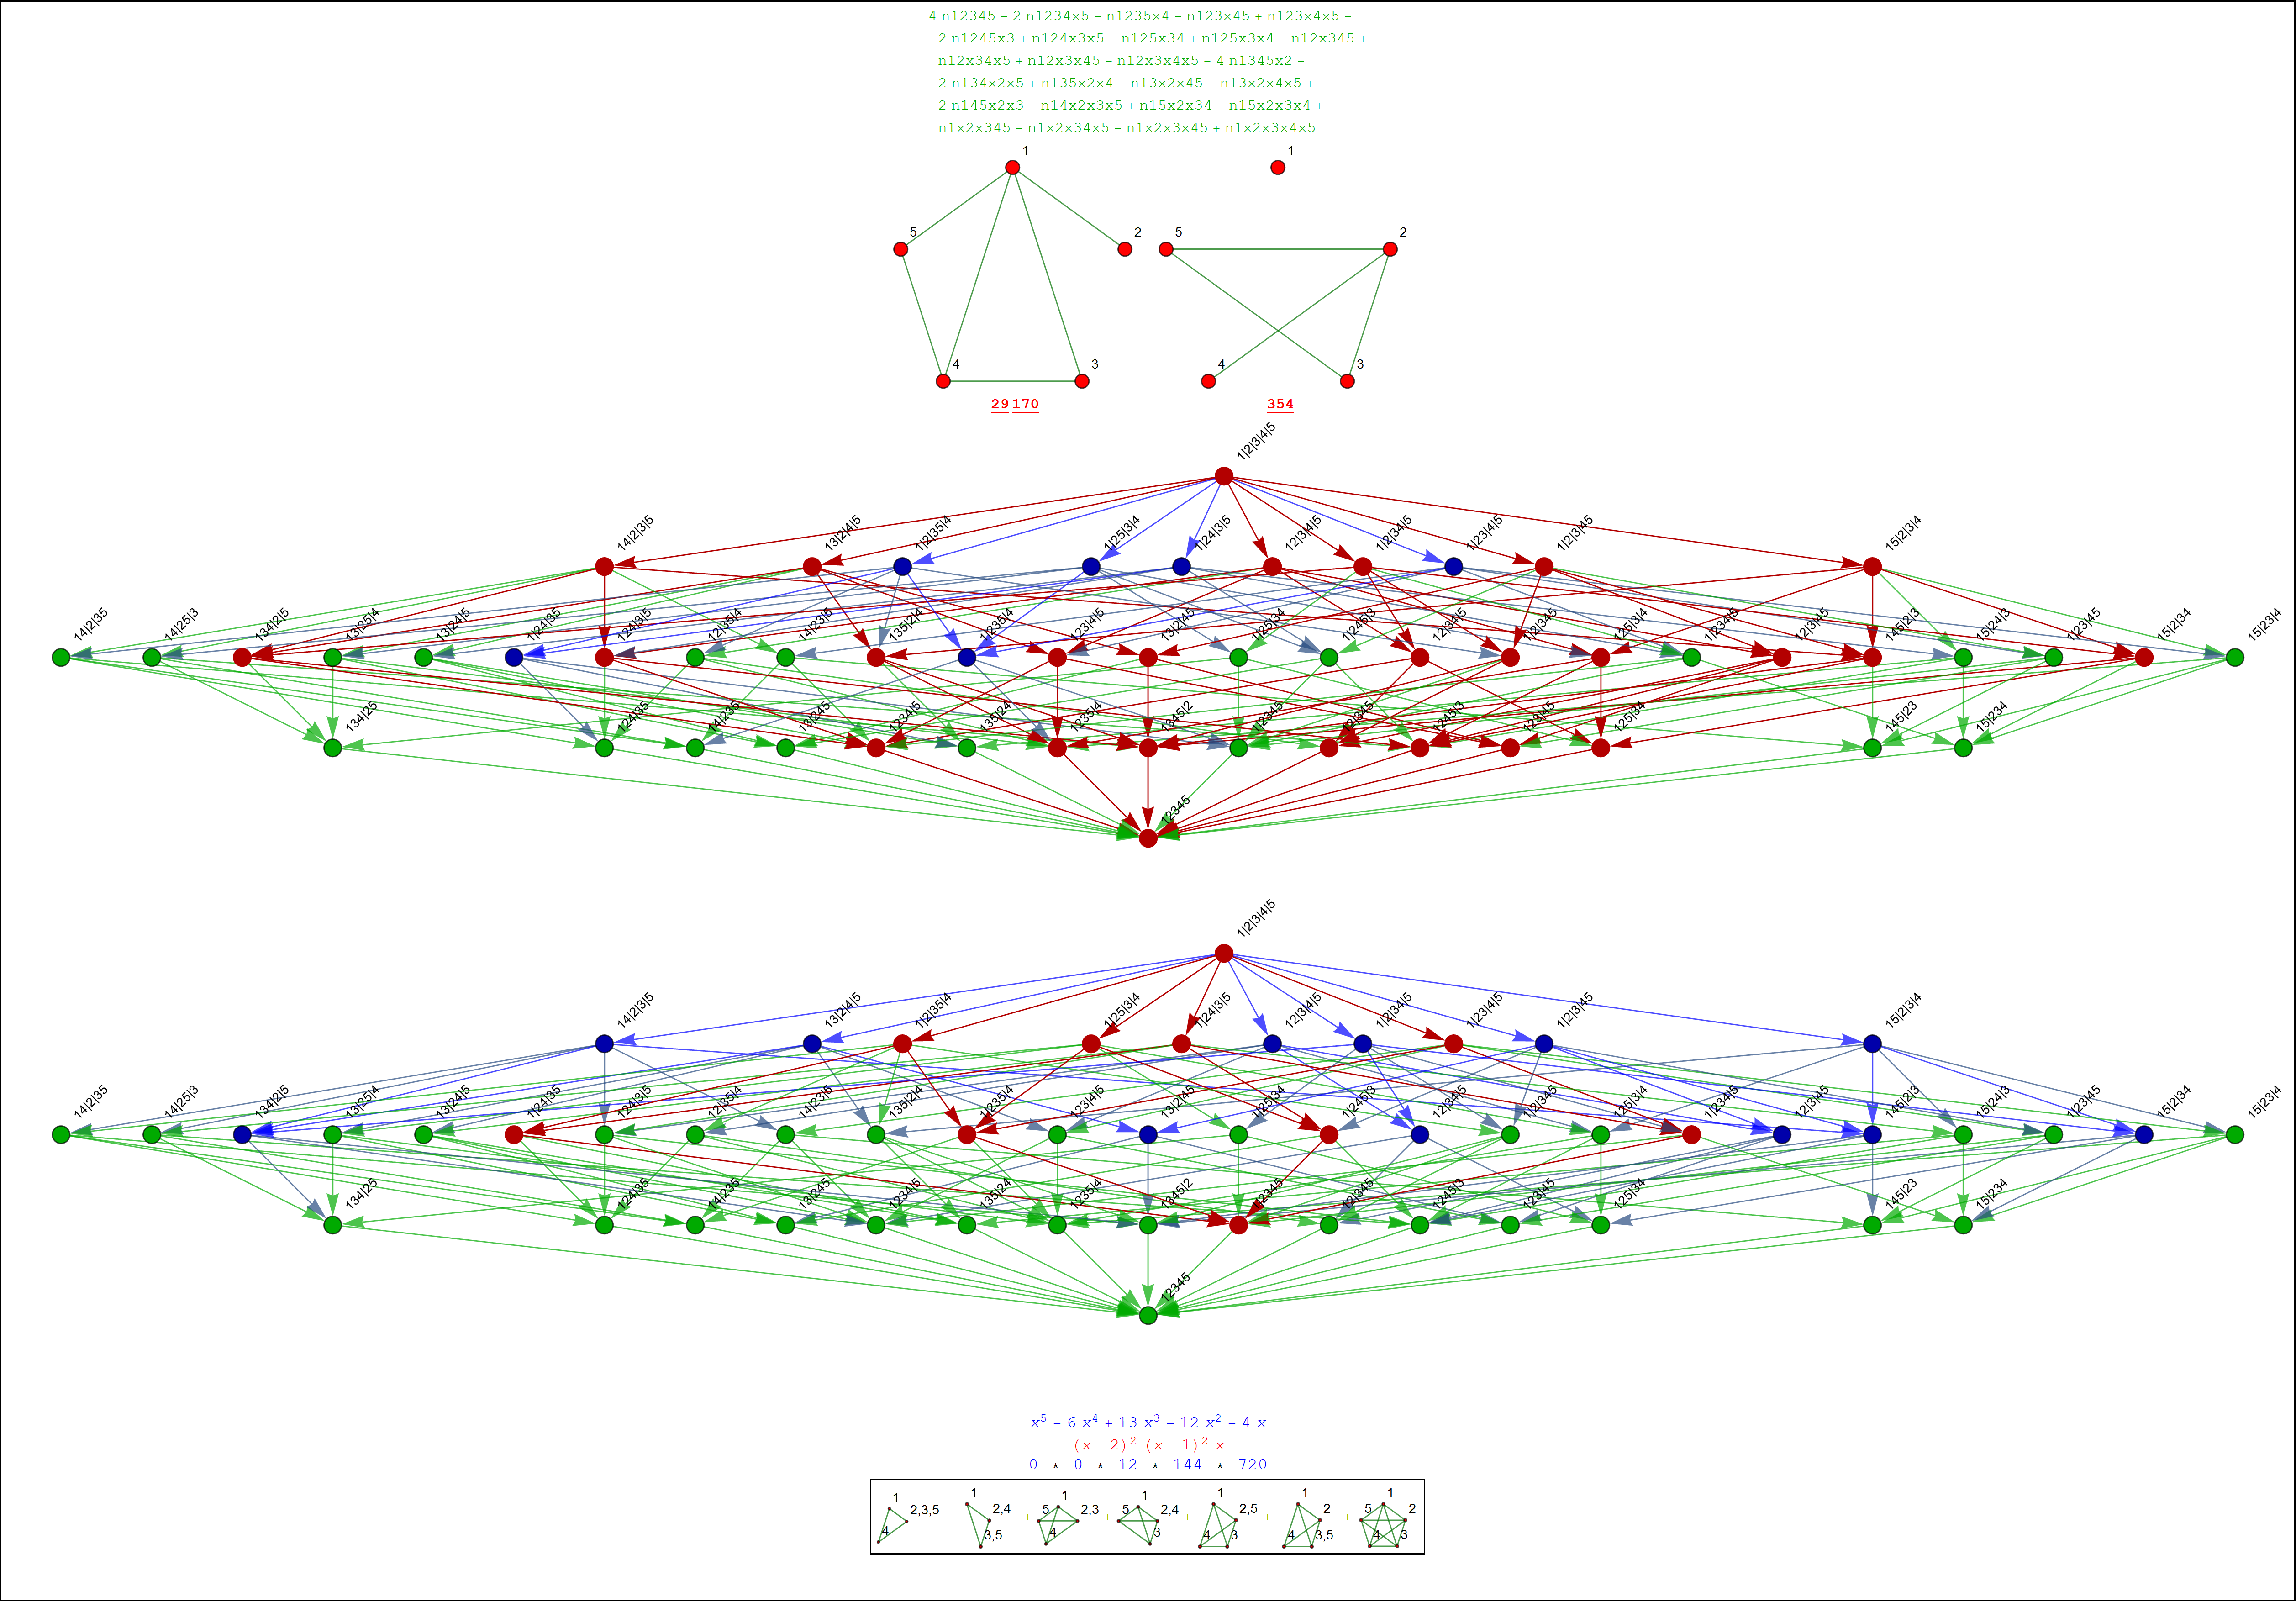 4 n12345 − 2 n1234x5 − n1235x4 − n123x45 + n123x4x5 −
2 n1245x3 + n124x3x5 − n125x34 + n125x3x4 − n12x345 +
n12x34x5 + n12x3x45 − n12x3x4x5 − 4 n1345x2 +
2 n134x2x5 + n135x2x4 + n13x2x45 − n13x2x4x5 +
2 n145x2x3 − n14x2x3x5 + n15x2x34 − n15x2x3x4 +
n1x2x345 − n1x2x34x5 − n1x2x3x45 + n1x2x3x4x5
1 1
5 2 5 2
4 3 4 3
29 170 354
1|2|3|4|5
14|2|3|5 13|2|4|5 1|2|35|4 1|25|3|4 1|24|3|5 12|3|4|5 1|2|34|5 1|23|4|5 1|2|3|45 15|2|3|4
14|2|35 14|25|3 134|2|5 13|25|4 13|24|5 1|24|35 124|3|5 12|35|4 14|23|5 135|2|4 1|235|4 123|4|5 13|2|45 1|25|34 1|245|3 12|34|5 1|2|345 125|3|4 1|234|5 12|3|45 145|2|3 15|24|3 1|23|45 15|2|34 15|23|4
134|25 124|35 14|235 13|245 1234|5 135|24 1235|4 1345|2 1|2345 12|345 1245|3 123|45 125|34 145|23 15|234
12345
1|2|3|4|5
14|2|3|5 13|2|4|5 1|2|35|4 1|25|3|4 1|24|3|5 12|3|4|5 1|2|34|5 1|23|4|5 1|2|3|45 15|2|3|4
14|2|35 14|25|3 134|2|5 13|25|4 13|24|5 1|24|35 124|3|5 12|35|4 14|23|5 135|2|4 1|235|4 123|4|5 13|2|45 1|25|34 1|245|3 12|34|5 1|2|345 125|3|4 1|234|5 12|3|45 145|2|3 15|24|3 1|23|45 15|2|34 15|23|4
134|25 124|35 14|235 13|245 1234|5 135|24 1235|4 1345|2 1|2345 12|345 1245|3 123|45 125|34 145|23 15|234
12345
x⁵ − 6 x⁴ + 13 x³ − 12 x² + 4 x
(x − 2)² (x − 1)² x
0 * 0 * 12 * 144 * 720
1 2,3,5 4 + 1 2,4 3,5 + 1 5 2,3 4 + 1 5 2,4 3 + 1 2,5 4 3 + 1 2 4 3,5 + 1 5 2 4 3